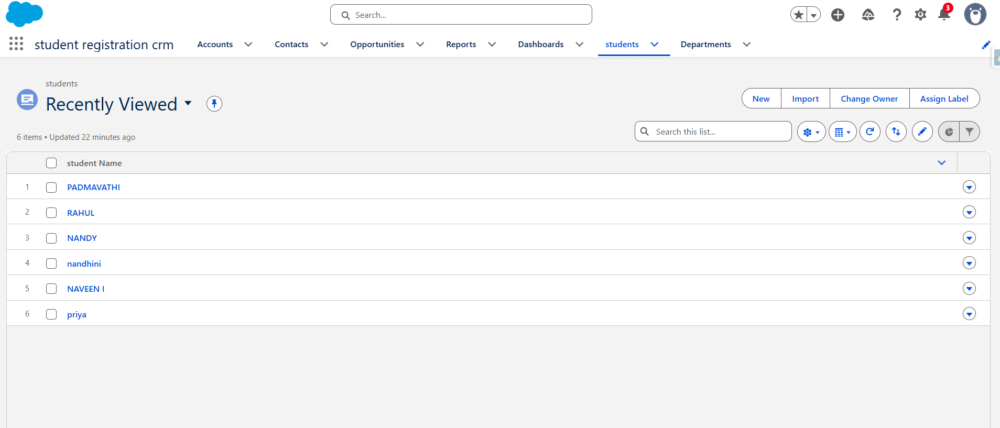 Search...
3
student registration crm Accounts Contacts Opportunities Reports Dashboards students Departments
students
Recently Viewed
New Import Change Owner Assign Label
6 items • Updated 22 minutes ago
Search this list...
student Name
1 PADMAVATHI
2 RAHUL
3 NANDY
4 nandhini
5 NAVEEN I
6 priya